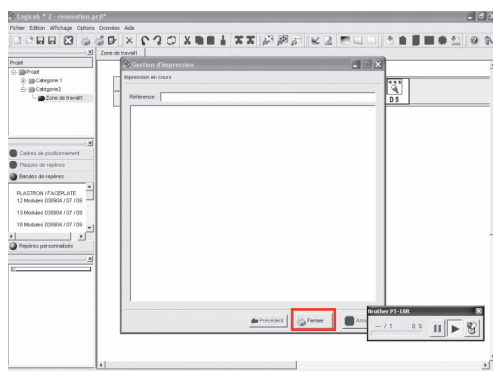 Logicab * 2 - renovention.prj*
Fichier Edition Affichage Options Données Aide
Zone de travail1
Projet
Projet
Categorie 1
Catégorie2
Zone de travail1
Gestion d'impression
Impression en cours
Référence :
D 5
Cadres de positionnement
Plaques de repères
Bandes de repères
PLASTRON / FACEPLATE
12 Modules 038904 / 07 / 09
13 Modules 038904 / 07 / 09
18 Modules 038904 / 07 / 09
Repères personnalisés
Précédent
Fermer
Brother PT-18R
-- / 1 0 %